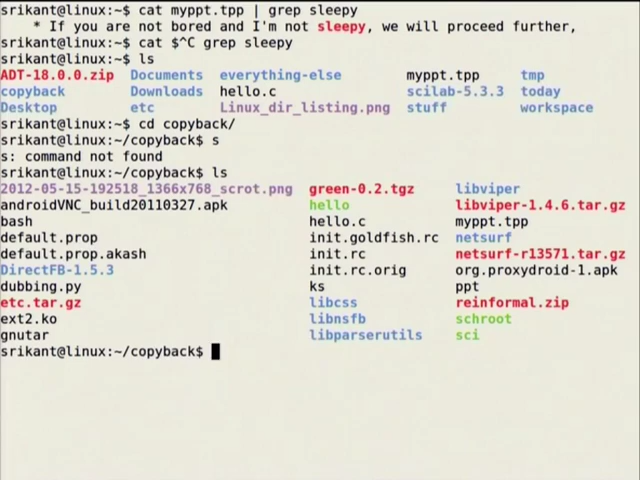 srikant@linux:~$ cat myppt.tpp | grep sleepy
* If you are not bored and I'm not sleepy, we will proceed further,
srikant@linux:~$ cat $^C grep sleepy
srikant@linux:~$ ls
ADT-18.0.0.zip Documents everything-else myppt.tpp tmp
copyback Downloads hello.c scilab-5.3.3 today
Desktop etc Linux_dir_listing.png stuff workspace
srikant@linux:~$ cd copyback/
srikant@linux:~/copyback$ s
s: command not found
srikant@linux:~/copyback$ ls
2012-05-15-192518_1366x768_scrot.png green-0.2.tgz libviper
androidVNC_build20110327.apk hello libviper-1.4.6.tar.gz
bash hello.c myppt.tpp
default.prop init.goldfish.rc netsurf
default.prop.akash init.rc netsurf-r13571.tar.gz
DirectFB-1.5.3 init.rc.orig org.proxydroid-1.apk
dubbing.py ks ppt
etc.tar.gz libcss reinformal.zip
ext2.ko libnsfb schroot
gnutar libparserutils sci
srikant@linux:~/copyback$